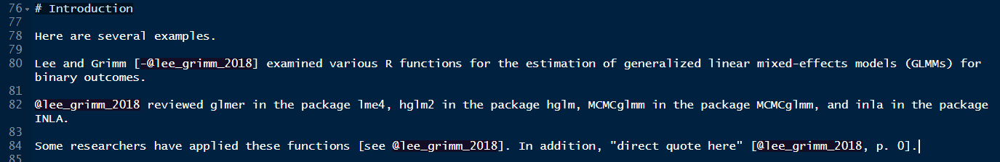 76 # Introduction
77
78 Here are several examples.
79
80 Lee and Grimm [-@lee_grimm_2018] examined various R functions for the estimation of generalized linear mixed-effects models (GLMMs) for
binary outcomes.
81
82 @lee_grimm_2018 reviewed glmer in the package lme4, hglm2 in the package hglm, MCMCglmm in the package MCMCglmm, and inla in the package
INLA.
83
84 Some researchers have applied these functions [see @lee_grimm_2018]. In addition, "direct quote here" [@lee_grimm_2018, p. 0].
85